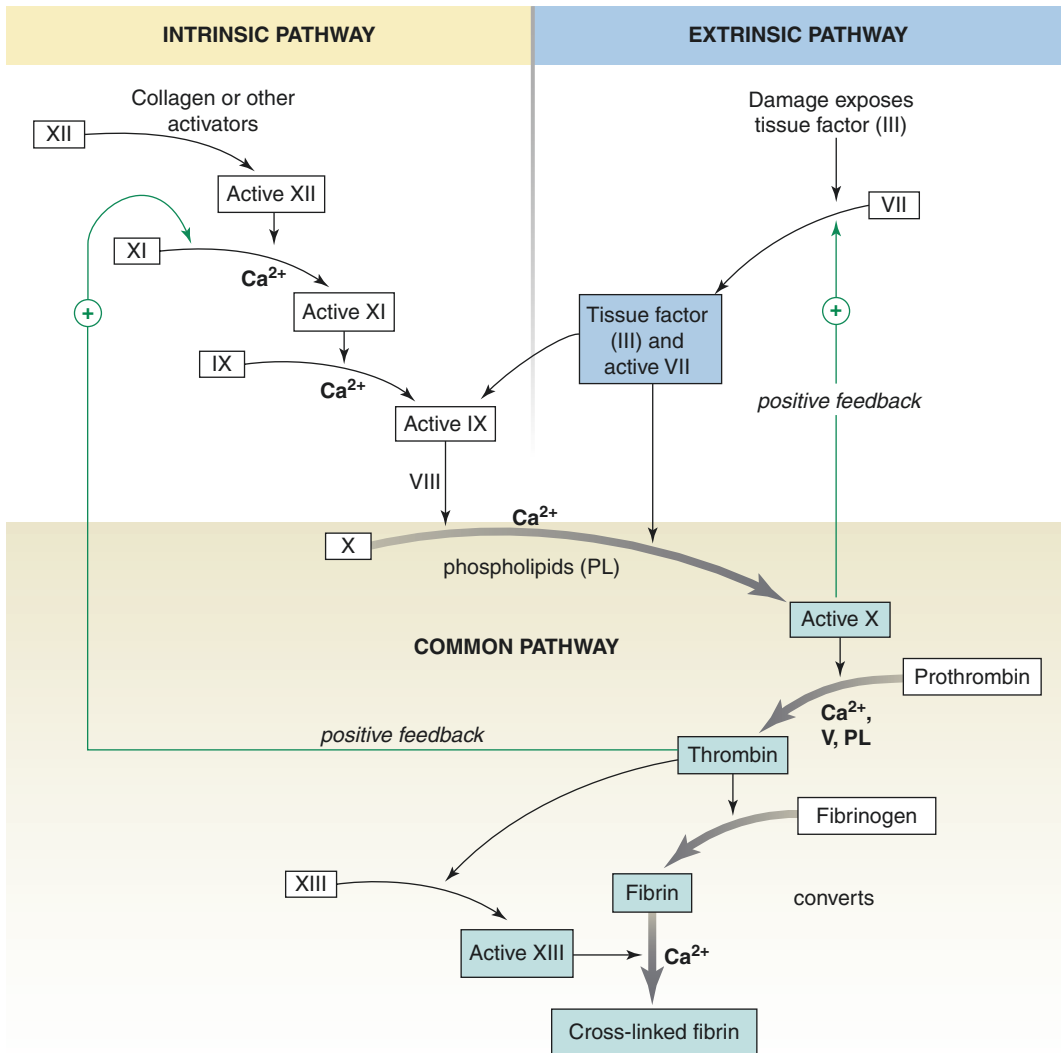 INTRINSIC PATHWAY
EXTRINSIC PATHWAY
Collagen or other
activators
XII
Active XII
XI
Ca²⁺
Active XI
IX
Ca²⁺
Active IX
VIII
Damage exposes
tissue factor (III)
VII
Tissue factor
(III) and
active VII
+
+
positive feedback
Ca²⁺
X
phospholipids (PL)
Active X
COMMON PATHWAY
Prothrombin
Ca²⁺,
V, PL
positive feedback
Thrombin
Fibrinogen
XIII
Fibrin
converts
Active XIII
Ca²⁺
Cross-linked fibrin